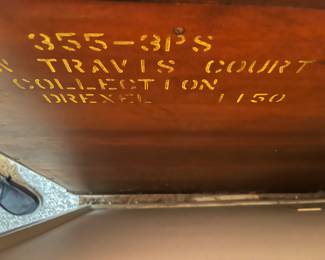 355-3PS
N TRAVIS COURT
COLLECTION
DREXEL 1150